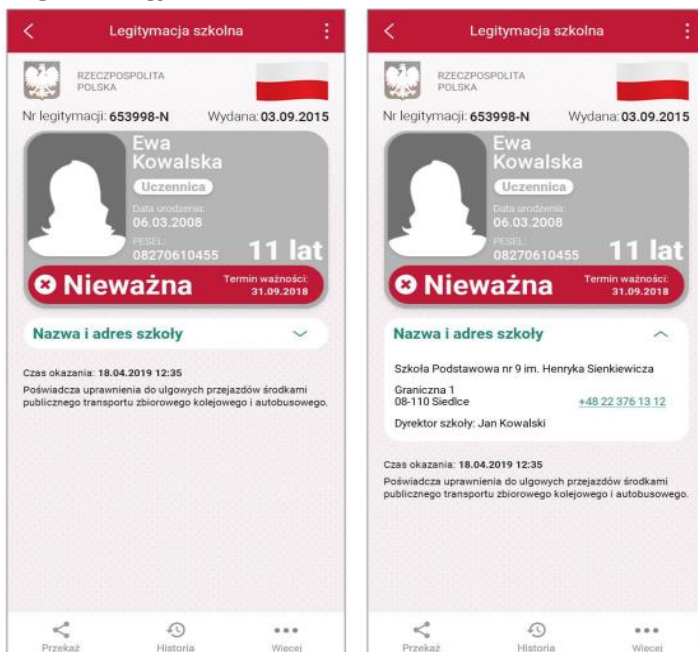 Legitymacja szkolna
RZECZPOSPOLITA
POLSKA
Nr legitymacji: 653998-N Wydana: 03.09.2015
Ewa
Kowalska
Uczennica
Data urodzenia:
06.03.2008
PESEL:
08270610455 11 lat
Nieważna Termin ważności:
31.09.2018
Nazwa i adres szkoły
Czas okazania: 18.04.2019 12:35
Poświadcza uprawnienia do ulgowych przejazdów środkami
publicznego transportu zbiorowego kolejowego i autobusowego.
Przekaż Historia Więcej
Legitymacja szkolna
RZECZPOSPOLITA
POLSKA
Nr legitymacji: 653998-N Wydana: 03.09.2015
Ewa
Kowalska
Uczennica
Data urodzenia:
06.03.2008
PESEL:
08270610455 11 lat
Nieważna Termin ważności:
31.09.2018
Nazwa i adres szkoły
Szkoła Podstawowa nr 9 im. Henryka Sienkiewicza
Graniczna 1
08-110 Siedlce +48 22 376 13 12
Dyrektor szkoły: Jan Kowalski
Czas okazania: 18.04.2019 12:35
Poświadcza uprawnienia do ulgowych przejazdów środkami
publicznego transportu zbiorowego kolejowego i autobusowego.
Przekaż Historia Więcej